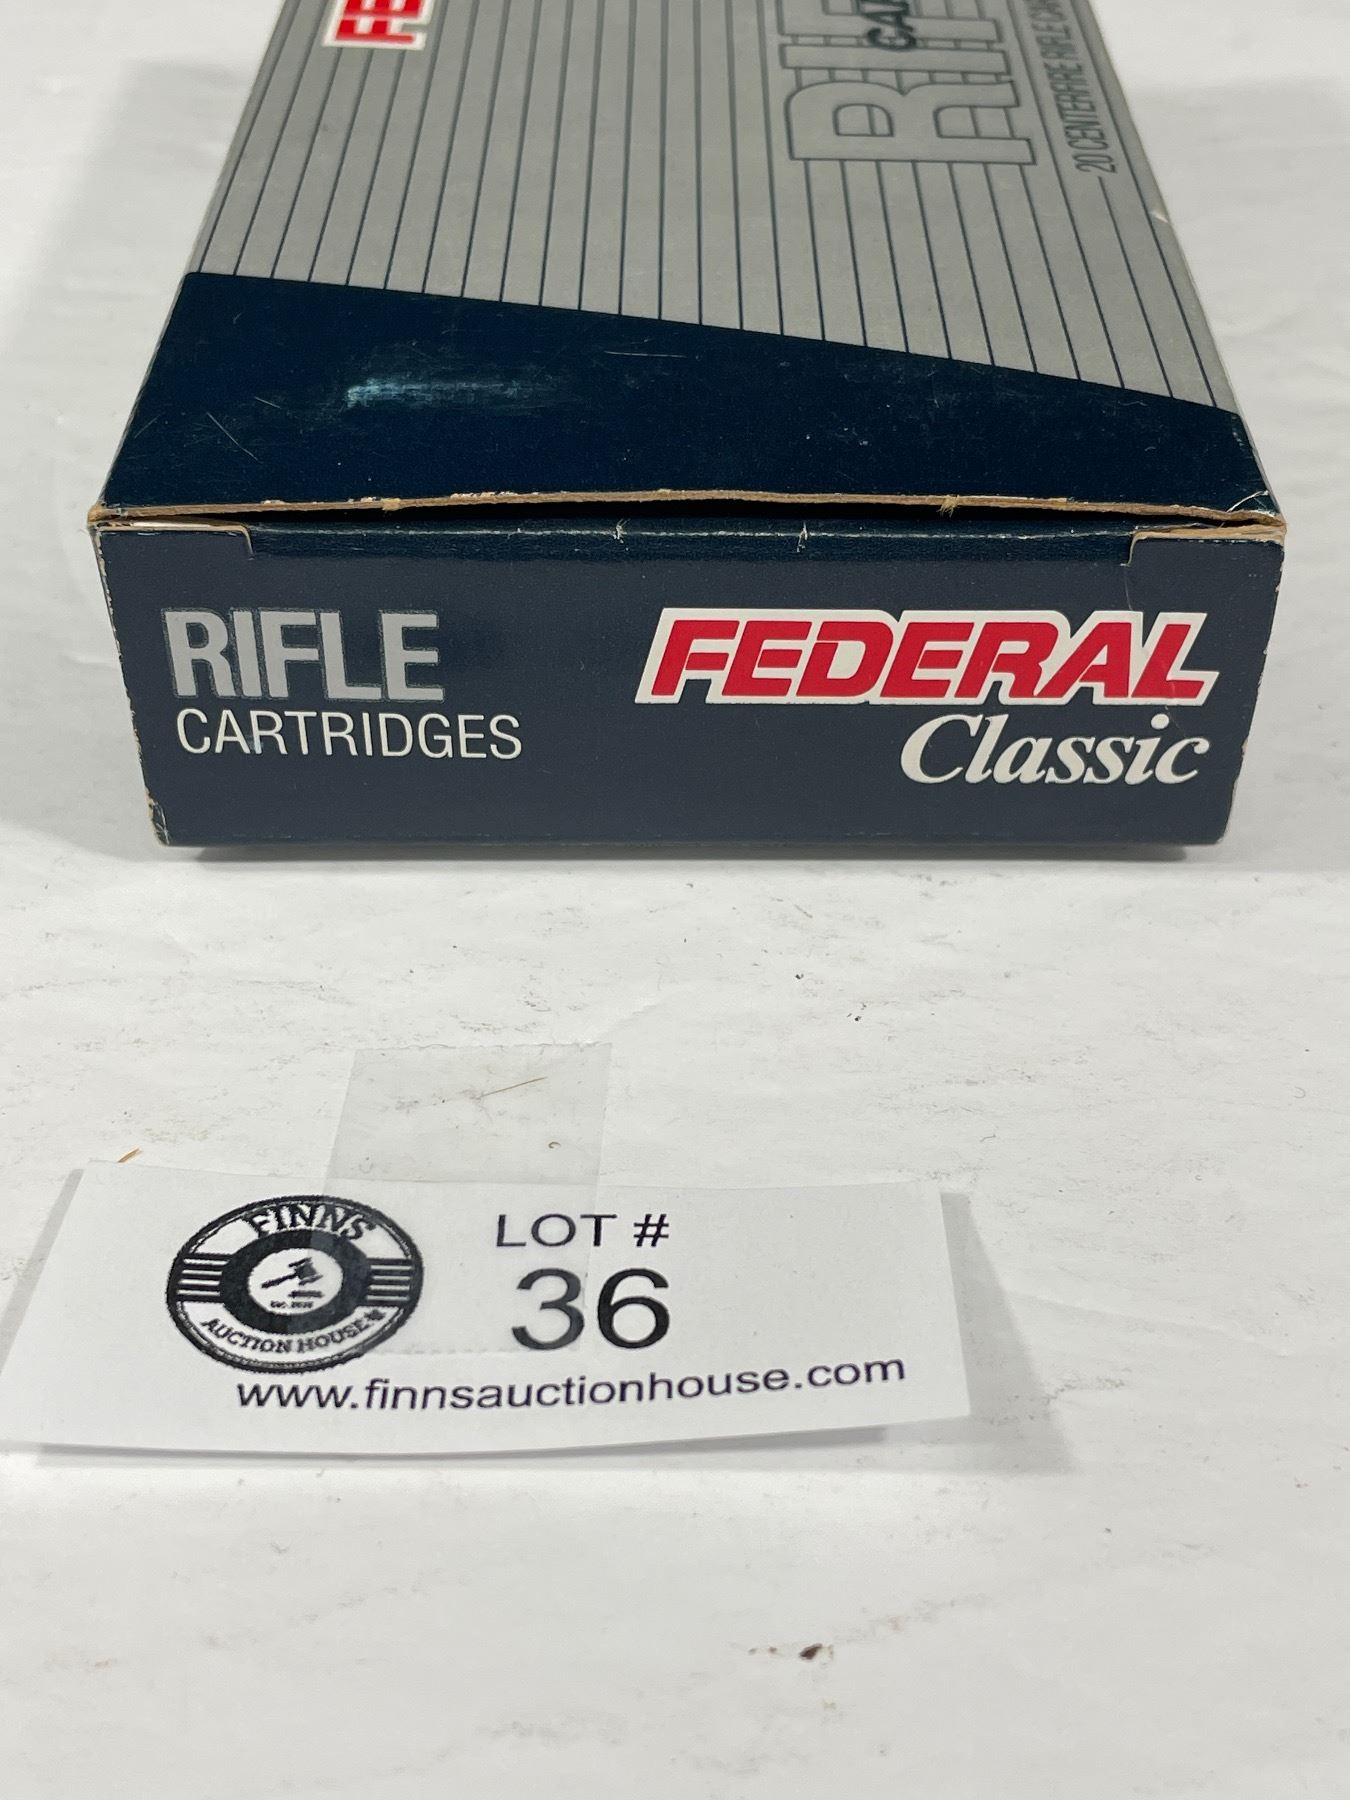 20 CENTERFIRE RIFLE
RIFLE
CARTRIDGES
FEDERAL
Classic
FINNS
AUCTION HOUSE
LOT #
36
www.finnsauctionhouse.com